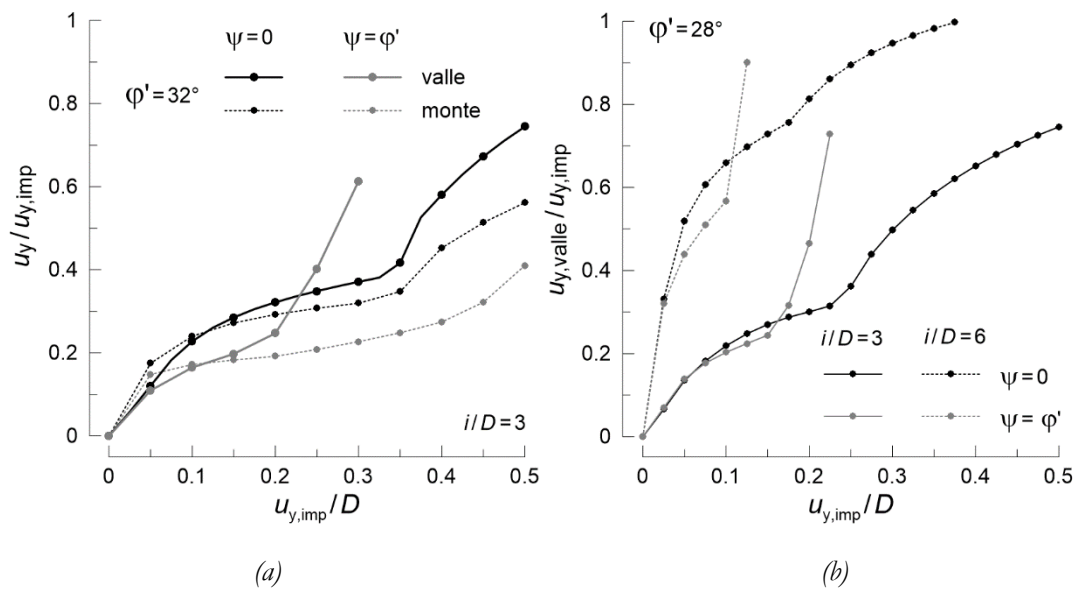 1
0.8
0.6
0.4
0.2
0
u_y/u_y,imp
ψ=0 ψ=φ'
valle
monte
φ'=32°
i/D=3
0 0.1 0.2 0.3 0.4 0.5
u_y,imp/D
(a)
1
0.8
0.6
0.4
0.2
0
u_y,valle/u_y,imp
φ'=28°
i/D=3 i/D=6
ψ=0
ψ=φ'
0 0.1 0.2 0.3 0.4 0.5
u_y,imp/D
(b)